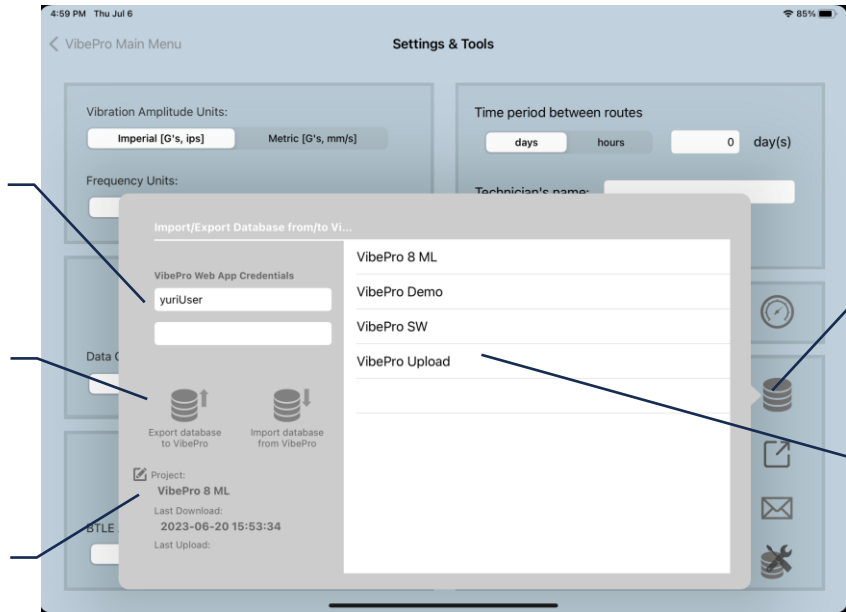 4:59 PM Thu Jul 6
85%
VibePro Main Menu
Settings & Tools
Vibration Amplitude Units:
Imperial [G's, ips]
Metric [G's, mm/s]
Frequency Units:
Time period between routes
days
hours
0
day(s)
Technician's name:
Import/Export Database from/to Vi...
VibePro Web App Credentials
yuriUser
Export database
to VibePro
Import database
from VibePro
Project:
VibePro 8 ML
Last Download:
2023-06-20 15:53:34
Last Upload:
VibePro 8 ML
VibePro Demo
VibePro SW
VibePro Upload
Data
BTLE